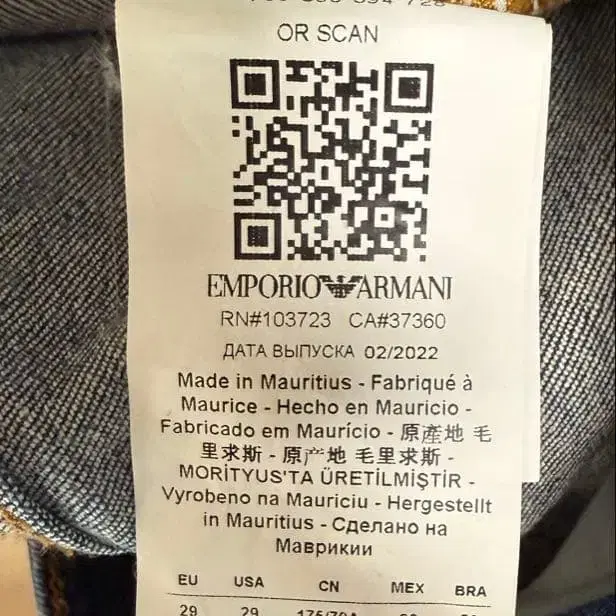 OR SCAN
EMPORIO ARMANI
RN#103723 CA#37360
ДАТА ВЫПУСКА 02/2022
Made in Mauritius - Fabriqué à
Maurice - Hecho en Mauricio -
Fabricado em Maurício - 原產地 毛
里求斯 - 原产地 毛里求斯 -
MORİTYUS'TA ÜRETİLMİŞTİR -
Vyrobeno na Mauriciu - Hergestellt
in Mauritius - Сделано на
Маврикии
EU USA CN MEX BRA
29 29